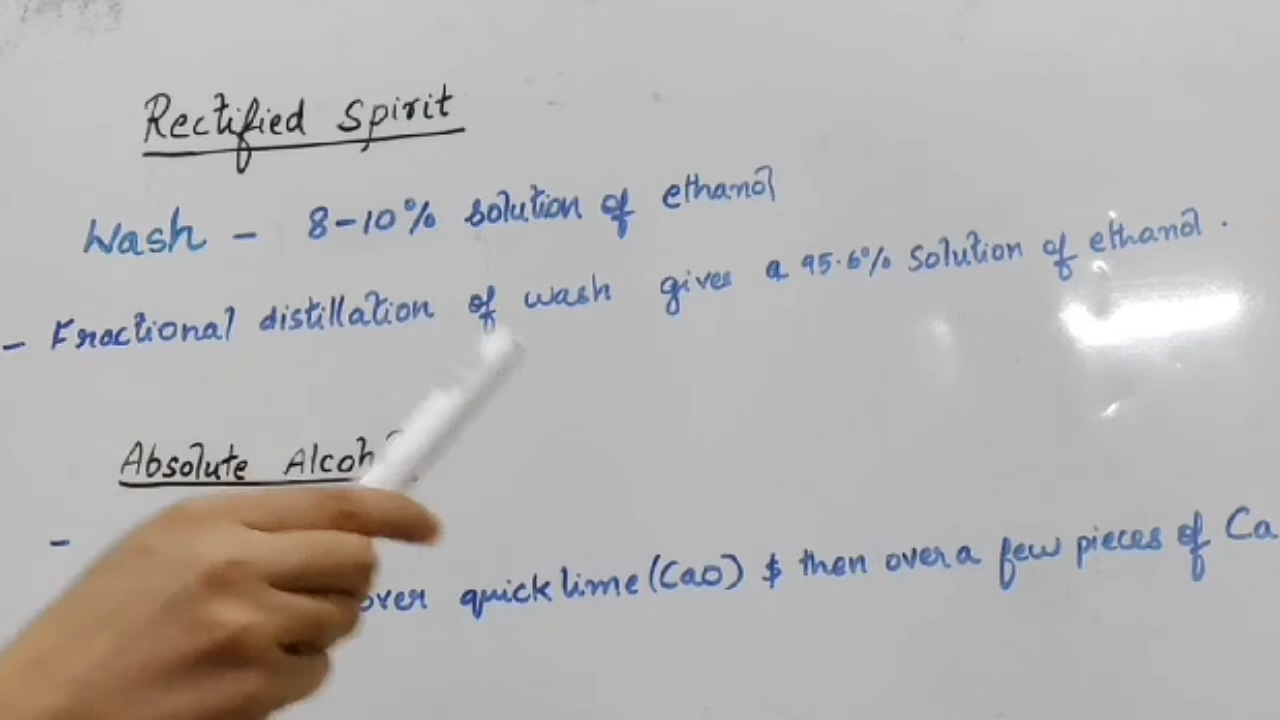 Rectified Spirit
Wash - 8-10% solution of ethanol
- Fractional distillation of wash gives a 95.6% solution of ethanol.
Absolute Alcoh
-
over quick lime (CaO) $ then over a few pieces of Ca